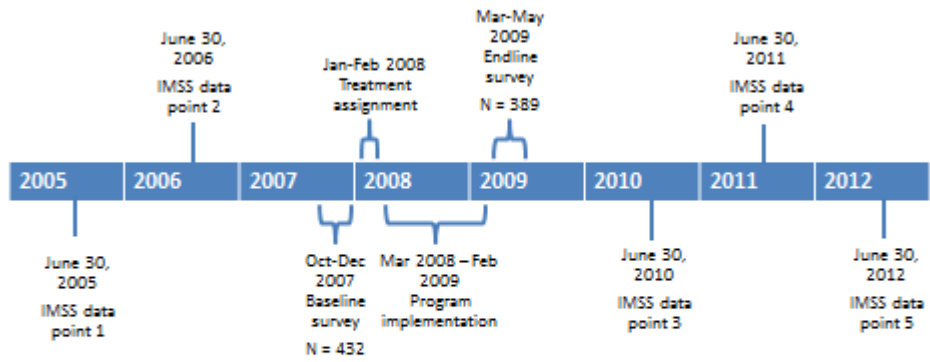 June 30,
2006
IMSS data
point 2
Jan-Feb 2008
Treatment
assignment
Mar-May
2009
Endline
survey
N = 389
June 30,
2011
IMSS data
point 4
2005
2006
2007
2008
2009
2010
2011
2012
June 30,
2005
IMSS data
point 1
Oct-Dec
2007
Baseline
survey
N = 432
Mar 2008 – Feb
2009
Program
implementation
June 30,
2010
IMSS data
point 3
June 30,
2012
IMSS data
point 5